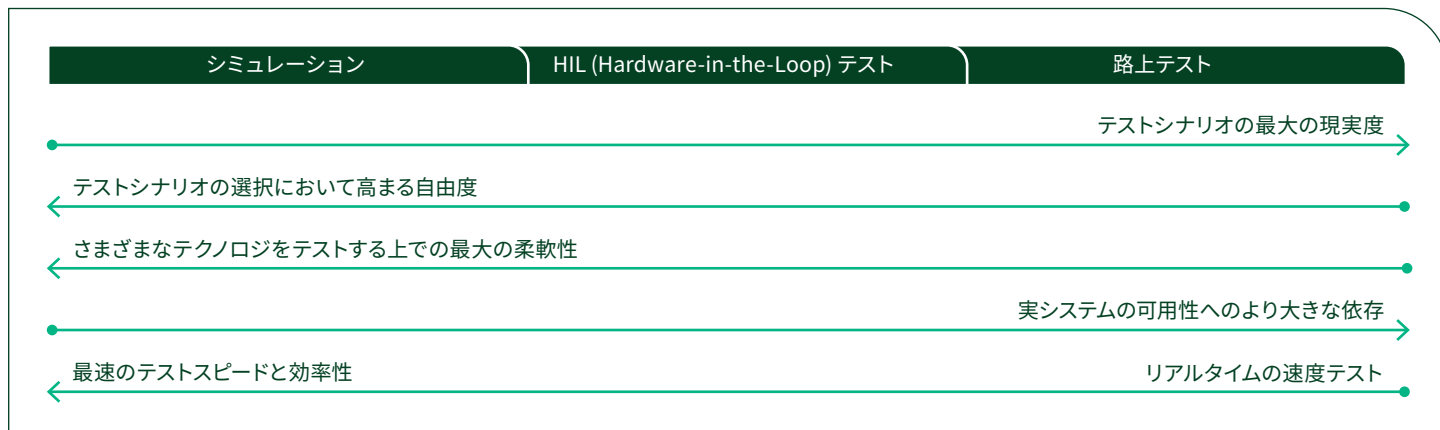 シミュレーション
HIL (Hardware-in-the-Loop) テスト
路上テスト
テストシナリオの最大の現実度
テストシナリオの選択において高まる自由度
さまざまなテクノロジをテストする上での最大の柔軟性
実システムの可用性へのより大きな依存
最速のテストスピードと効率性
リアルタイムの速度テスト